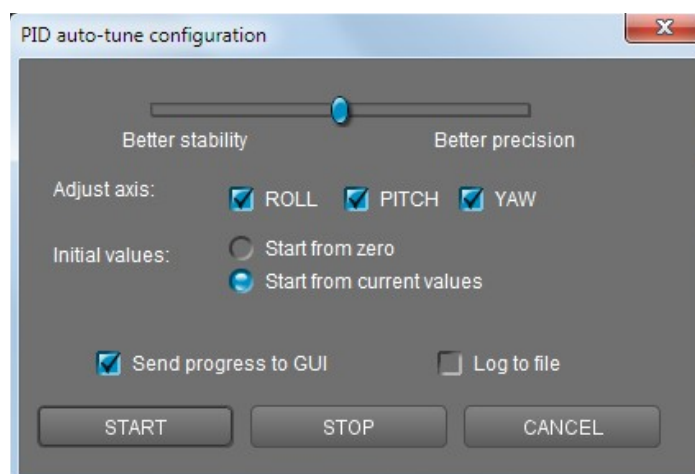 PID auto-tune configuration
Better stability Better precision
Adjust axis: ROLL PITCH YAW
Initial values: Start from zero
Start from current values
Send progress to GUI Log to file
START STOP CANCEL